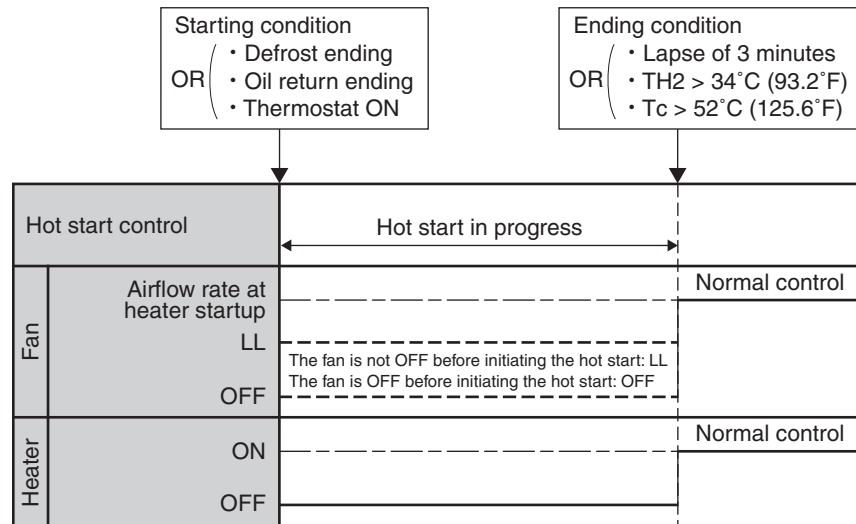 Starting condition
OR
・Defrost ending
・Oil return ending
・Thermostat ON
Ending condition
OR
・Lapse of 3 minutes
・TH2 > 34˚C (93.2˚F)
・Tc > 52˚C (125.6˚F)
Hot start control
Hot start in progress
Fan
Airflow rate at
heater startup
Normal control
LL
The fan is not OFF before initiating the hot start: LL
The fan is OFF before initiating the hot start: OFF
OFF
Heater
ON
Normal control
OFF